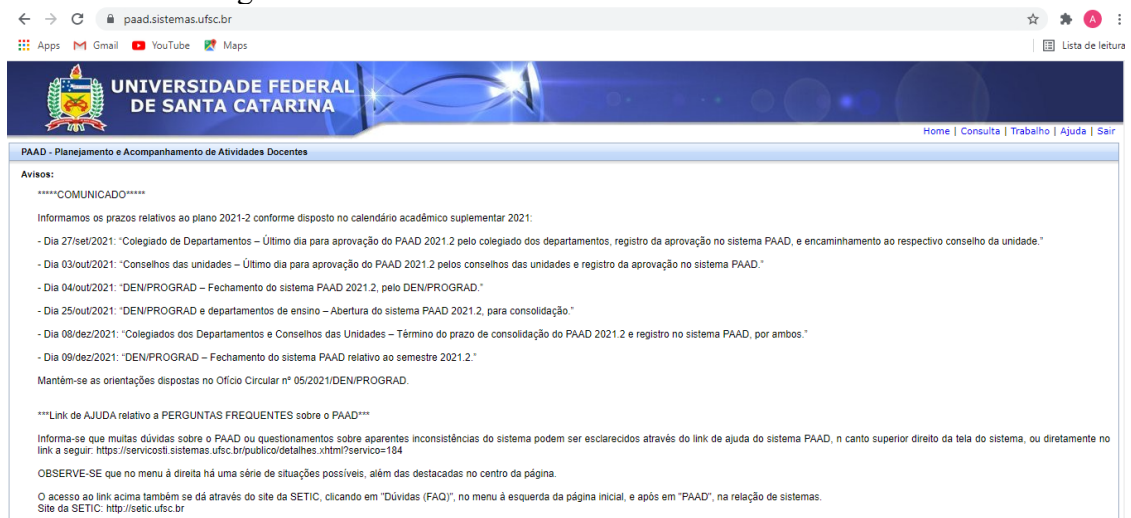 paad.sistemas.ufsc.br
A
Apps Gmail YouTube Maps
Lista de leitura
UNIVERSIDADE FEDERAL
DE SANTA CATARINA
Home | Consulta | Trabalho | Ajuda | Sair
PAAD - Planejamento e Acompanhamento de Atividades Docentes
Avisos:
*****COMUNICADO*****
Informamos os prazos relativos ao plano 2021-2 conforme disposto no calendário acadêmico suplementar 2021:
- Dia 27/set/2021: “Colegiado de Departamentos – Último dia para aprovação do PAAD 2021.2 pelo colegiado dos departamentos, registro da aprovação no sistema PAAD, e encaminhamento ao respectivo conselho da unidade.”
- Dia 03/out/2021: “Conselhos das unidades – Último dia para aprovação do PAAD 2021.2 pelos conselhos das unidades e registro da aprovação no sistema PAAD.”
- Dia 04/out/2021: “DEN/PROGRAD – Fechamento do sistema PAAD 2021.2, pelo DEN/PROGRAD.”
- Dia 25/out/2021: “DEN/PROGRAD e departamentos de ensino – Abertura do sistema PAAD 2021.2, para consolidação.”
- Dia 08/dez/2021: “Colegiados dos Departamentos e Conselhos das Unidades – Término do prazo de consolidação do PAAD 2021.2 e registro no sistema PAAD, por ambos.”
- Dia 09/dez/2021: “DEN/PROGRAD – Fechamento do sistema PAAD relativo ao semestre 2021.2.”
Mantém-se as orientações dispostas no Ofício Circular nº 05/2021/DEN/PROGRAD.
***Link de AJUDA relativo a PERGUNTAS FREQUENTES sobre o PAAD***
Informa-se que muitas dúvidas sobre o PAAD ou questionamentos sobre aparentes inconsistências do sistema podem ser esclarecidos através do link de ajuda do sistema PAAD, n canto superior direito da tela do sistema, ou diretamente no
link a seguir: https://servicosti.sistemas.ufsc.br/publico/detalhes.xhtml?servico=184
OBSERVE-SE que no menu à direita há uma série de situações possíveis, além das destacadas no centro da página.
O acesso ao link acima também se dá através do site da SETIC, clicando em "Dúvidas (FAQ)", no menu à esquerda da página inicial, e após em "PAAD", na relação de sistemas.
Site da SETIC: http://setic.ufsc.br